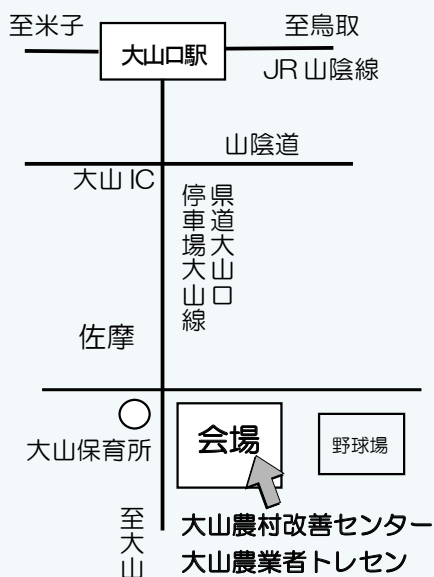 至米子
至鳥取
大山口駅
JR山陰線
山陰道
大山IC
県道大山口
停車場大山線
佐摩
会場
野球場
大山保育所
至大山
大山農村改善センター
大山農業者トレセン